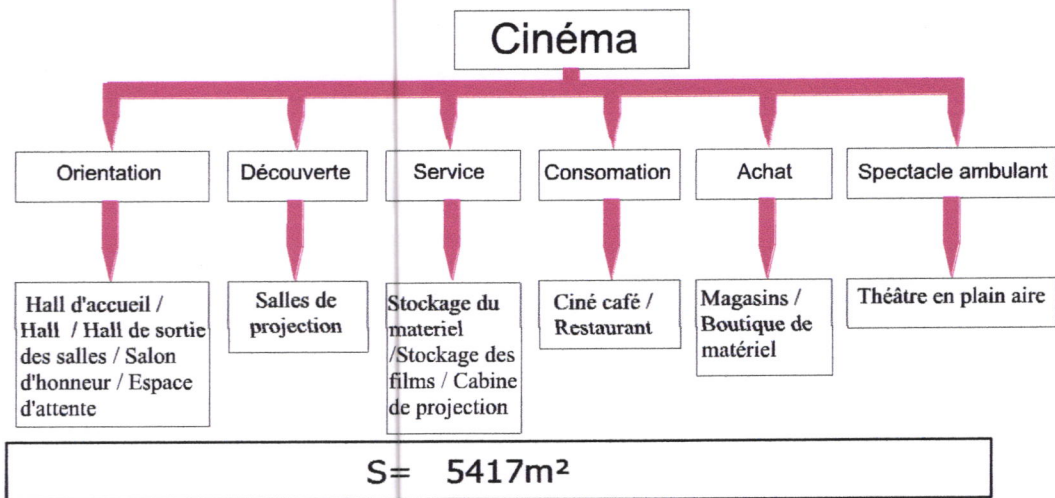 Cinéma
Orientation
Découverte
Service
Consomation
Achat
Spectacle ambulant
Hall d'accueil /
Hall / Hall de sortie
des salles / Salon
d'honneur / Espace
d'attente
Salles de
projection
Stockage du
materiel
/Stockage des
films / Cabine
de projection
Ciné café /
Restaurant
Magasins /
Boutique de
matériel
Théâtre en plain aire
S= 5417m²